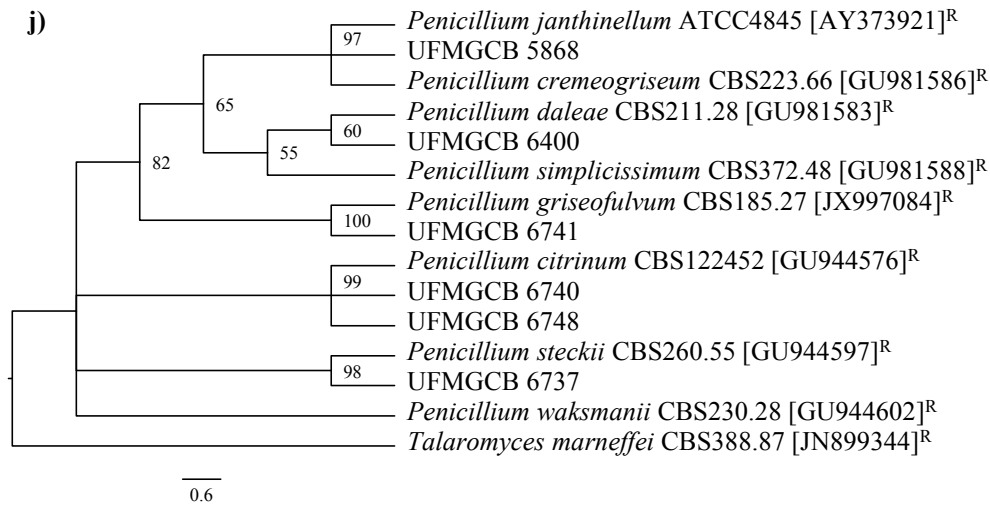 j)
Penicillium janthinellum ATCC4845 [AY373921]ᴿ
97
UFMGCB 5868
Penicillium cremeogriseum CBS223.66 [GU981586]ᴿ
65
Penicillium daleae CBS211.28 [GU981583]ᴿ
60
UFMGCB 6400
55
82
Penicillium simplicissimum CBS372.48 [GU981588]ᴿ
Penicillium griseofulvum CBS185.27 [JX997084]ᴿ
100
UFMGCB 6741
Penicillium citrinum CBS122452 [GU944576]ᴿ
99
UFMGCB 6740
UFMGCB 6748
Penicillium steckii CBS260.55 [GU944597]ᴿ
98
UFMGCB 6737
Penicillium waksmanii CBS230.28 [GU944602]ᴿ
Talaromyces marneffei CBS388.87 [JN899344]ᴿ
0.6